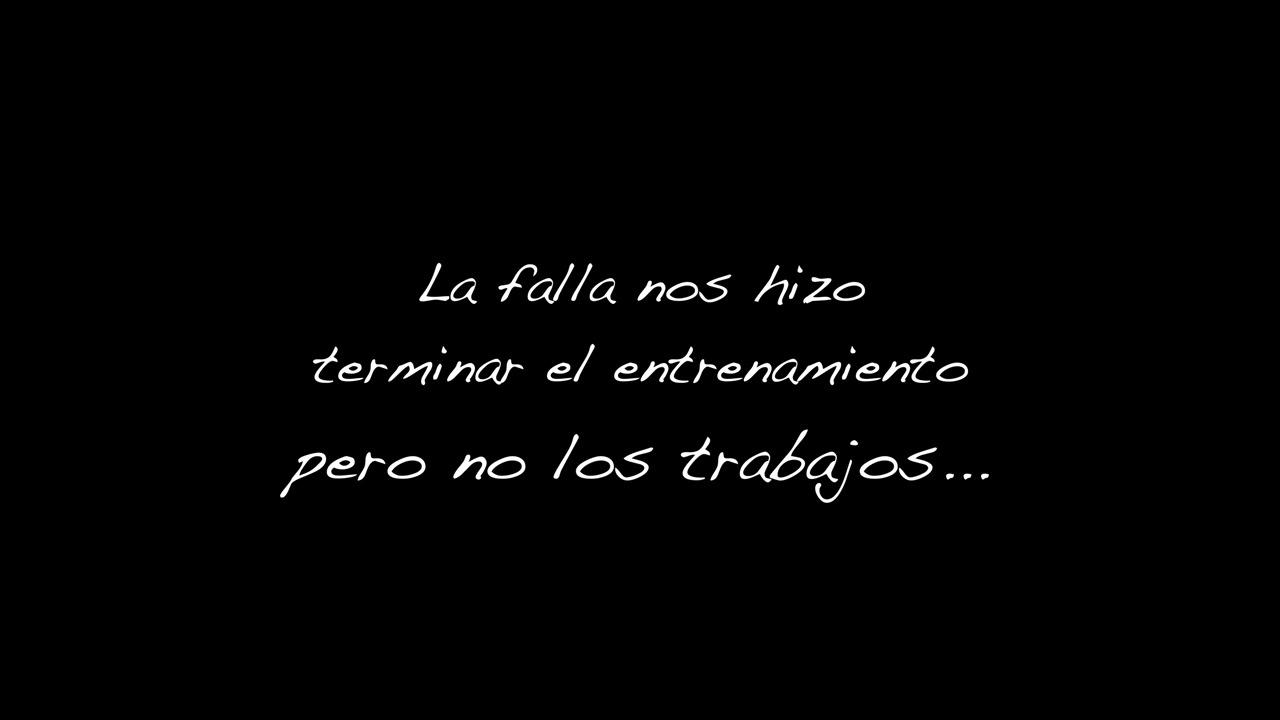 La falla nos hizo
terminar el entrenamiento
pero no los trabajos...